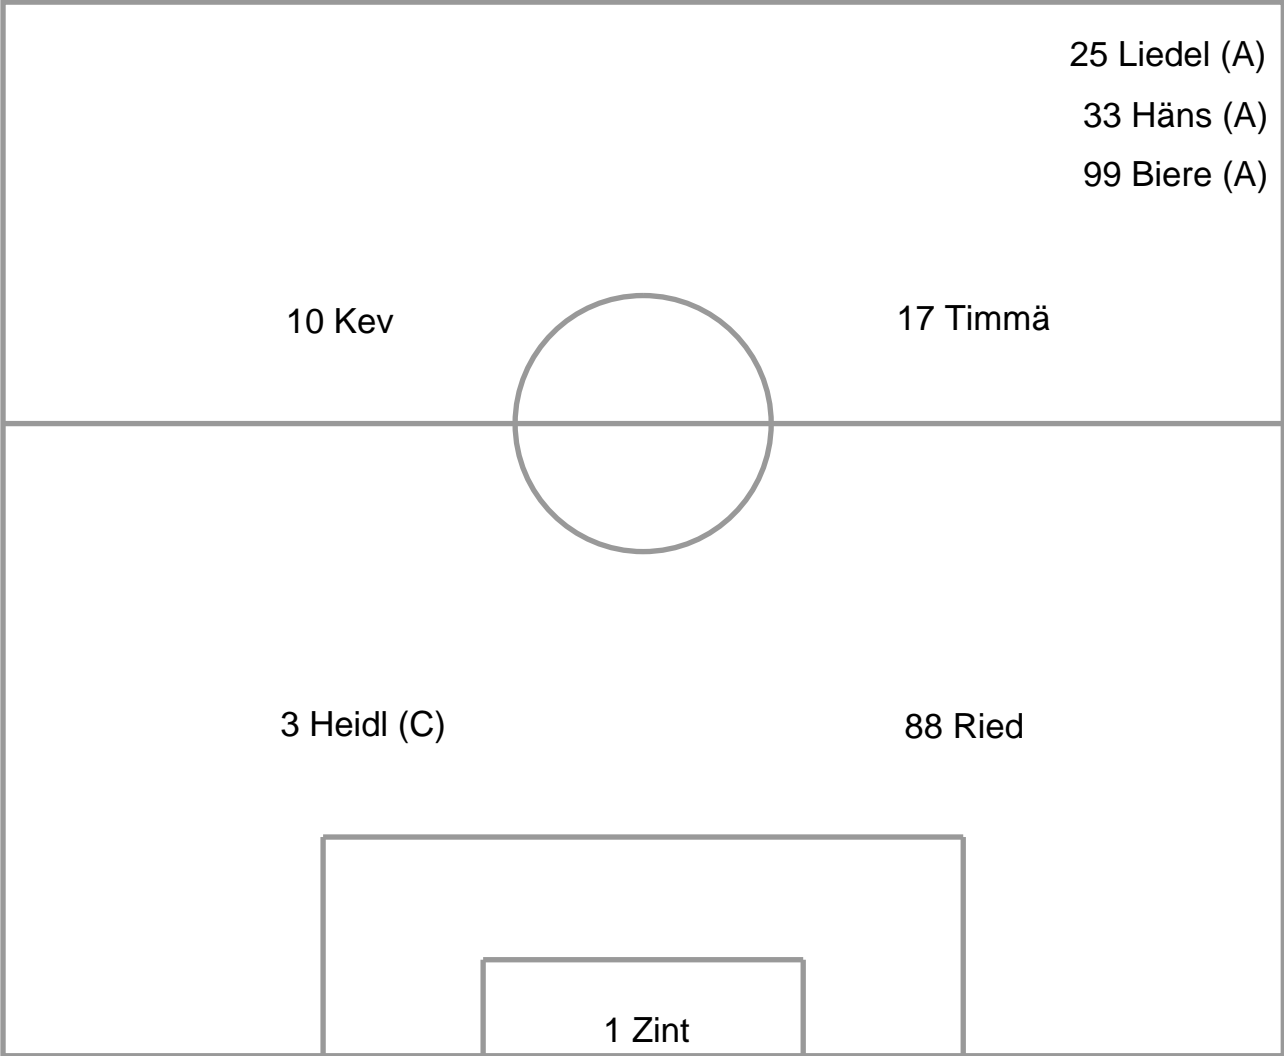 25 Liedel (A)
33 Häns (A)
99 Biere (A)
10 Kev
17 Timmä
3 Heidl (C)
88 Ried
1 Zint